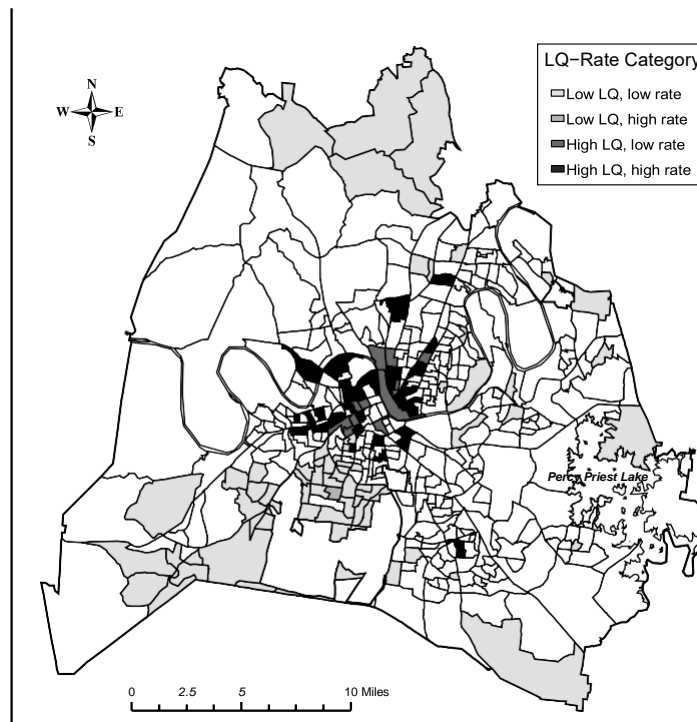 LQ−Rate Category
Low LQ, low rate
Low LQ, high rate
High LQ, low rate
High LQ, high rate
N
W E
S
Percy Priest Lake
0 2.5 5 10 Miles